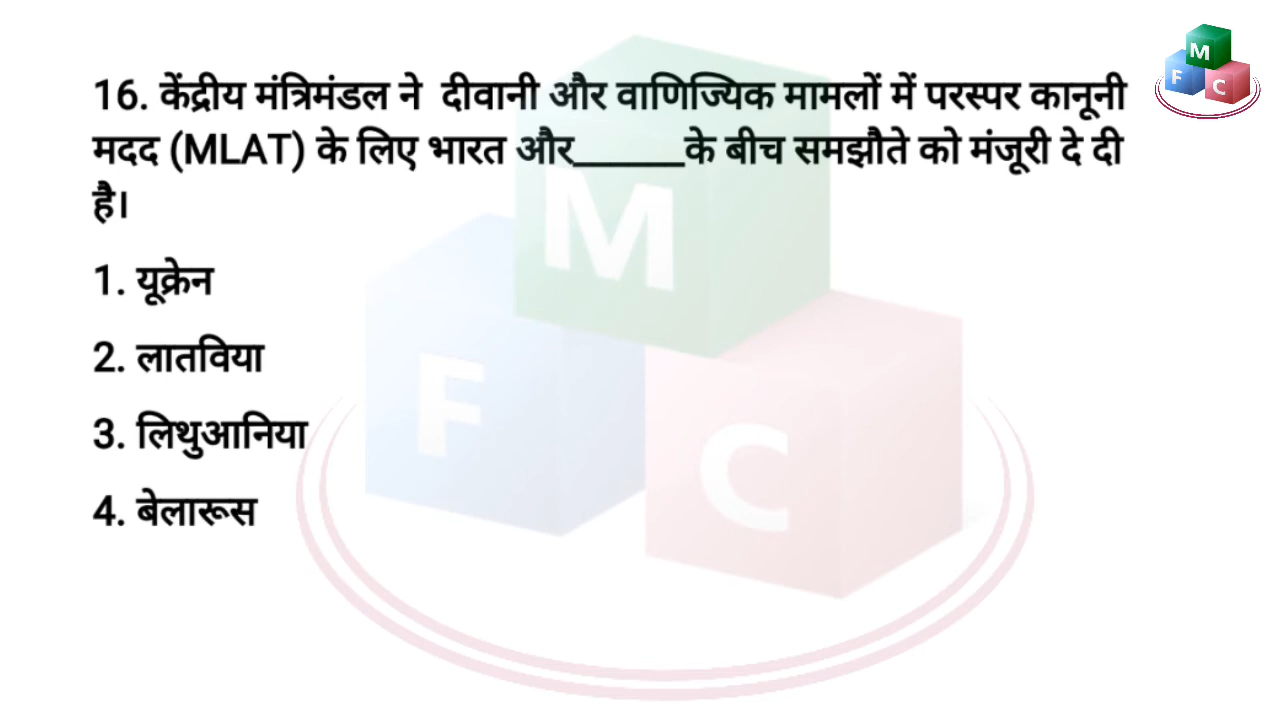 16. केंद्रीय मंत्रिमंडल ने दीवानी और वाणिज्यिक मामलों में परस्पर कानूनी
मदद (MLAT) के लिए भारत और______के बीच समझौते को मंजूरी दे दी
है।
1. यूक्रेन
2. लातविया
3. लिथुआनिया
4. बेलारूस
M
F
C
M
F
C